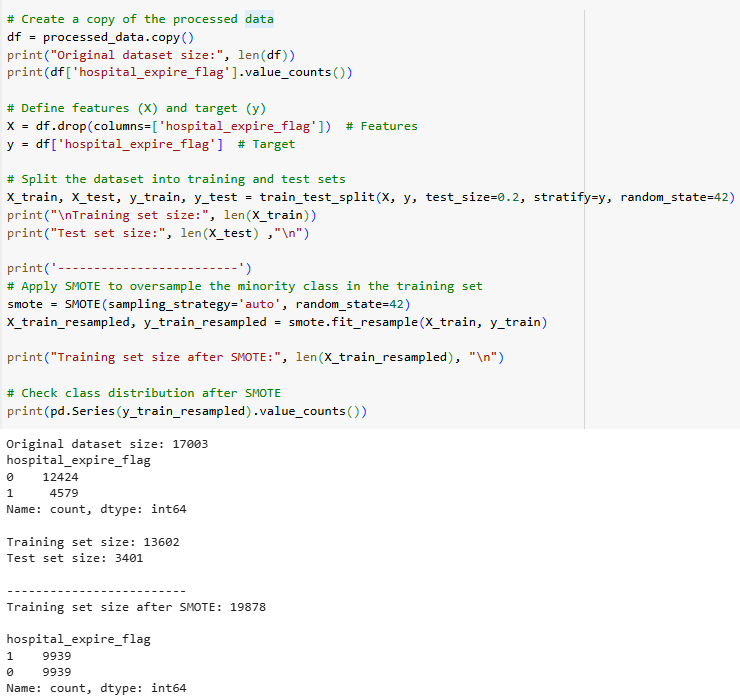 # Create a copy of the processed data
df = processed_data.copy()
print("Original dataset size:", len(df))
print(df['hospital_expire_flag'].value_counts())
# Define features (X) and target (y)
X = df.drop(columns=['hospital_expire_flag'])  # Features
y = df['hospital_expire_flag']  # Target
# Split the dataset into training and test sets
X_train, X_test, y_train, y_test = train_test_split(X, y, test_size=0.2, stratify=y, random_state=42)
print("\nTraining set size:", len(X_train))
print("Test set size:", len(X_test) ,"\n")
print('-------------------------')
# Apply SMOTE to oversample the minority class in the training set
smote = SMOTE(sampling_strategy='auto', random_state=42)
X_train_resampled, y_train_resampled = smote.fit_resample(X_train, y_train)
print("Training set size after SMOTE:", len(X_train_resampled), "\n")
# Check class distribution after SMOTE
print(pd.Series(y_train_resampled).value_counts())
Original dataset size: 17003
hospital_expire_flag
0    12424
1     4579
Name: count, dtype: int64
Training set size: 13602
Test set size: 3401
-------------------------
Training set size after SMOTE: 19878
hospital_expire_flag
1    9939
0    9939
Name: count, dtype: int64